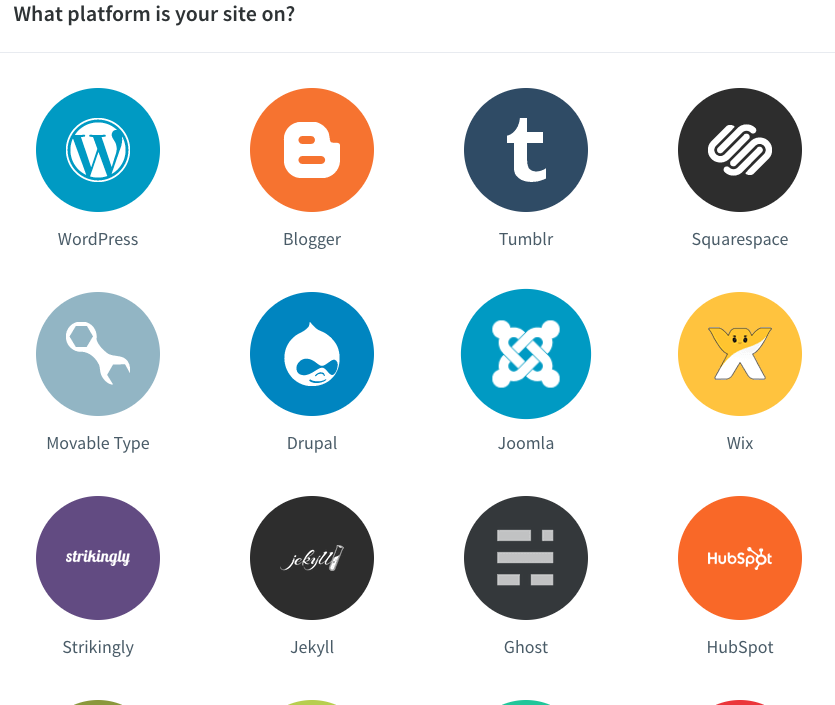 What platform is your site on?
WordPress Blogger Tumblr Squarespace
Movable Type Drupal Joomla Wix
strikingly jekyll HubSpot
Strikingly Jekyll Ghost HubSpot